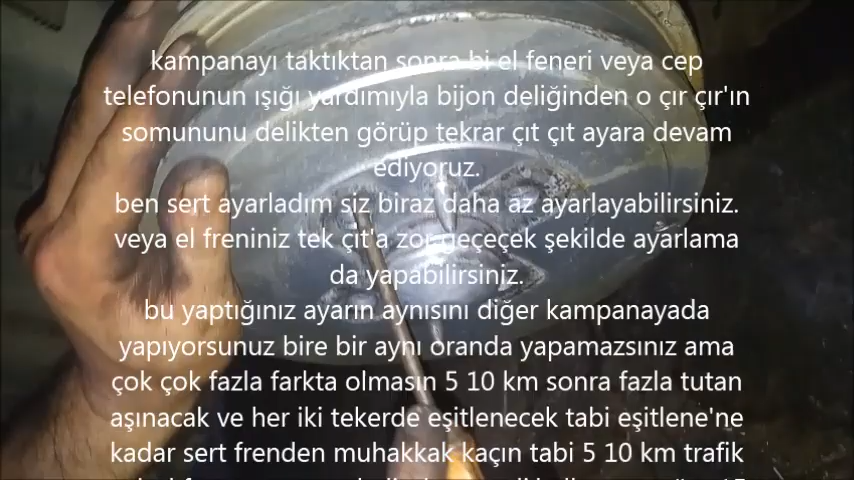 kampanayı taktıktan sonra bi el feneri veya cep
telefonunun ışığı yardımıyla bijon deliğinden o çır çır'ın
somununu delikten görüp tekrar çıt çıt ayara devam
ediyoruz.
ben sert ayarladım siz biraz daha az ayarlayabilirsiniz.
veya el freniniz tek çit'a zor geçeçek şekilde ayarlama
da yapabilirsiniz.
bu yaptığınız ayarın aynısını diğer kampanayada
yapıyorsunuz bire bir aynı oranda yapamazsınız ama
çok çok fazla farkta olmasın 5 10 km sonra fazla tutan
aşınacak ve her iki tekerde eşitlenecek tabi eşitlene'ne
kadar sert frenden muhakkak kaçın tabi 5 10 km trafik